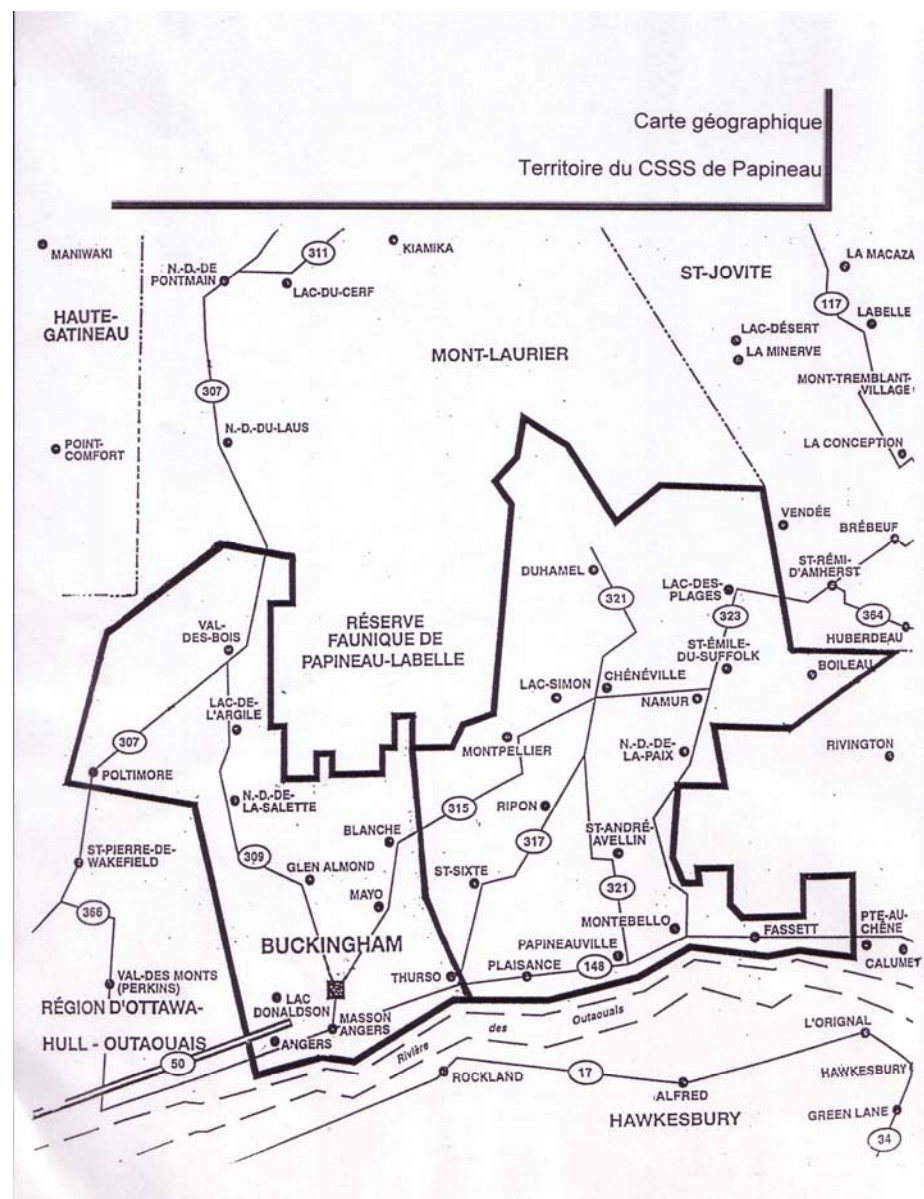 Carte géographique
Territoire du CSSS de Papineau
MANIWAKI
311
KIAMIKA
N.-D.-DE
PONTMAIN
LAC-DU-CERF
ST-JOVITE
LA MACAZA
117
LABELLE
HAUTE-
GATINEAU
LAC-DÉSERT
LA MINERVE
MONT-LAURIER
MONT-TREMBLANT-
VILLAGE
307
N.-D.-DU-LAUS
POINT-
COMFORT
LA CONCEPTION
VENDÉE
BRÉBEUF
DUHAMEL
321
LAC-DES-
PLAGES
323
ST-RÉMI-
D'AMHERST
364
HUBERDEAU
VAL-
DES-BOIS
RÉSERVE
FAUNIQUE DE
PAPINEAU-LABELLE
ST-ÉMILE-
DU-SUFFOLK
BOILEAU
CHÉNÉVILLE
LAC-SIMON
NAMUR
LAC-DE-
L'ARGILE
307
MONTPELLIER
N.-D.-DE-
LA-PAIX
RIVINGTON
POLTIMORE
N.-D.-DE-
LA-SALETTE
315
RIPON
BLANCHE
317
ST-PIERRE-DE-
WAKEFIELD
309
GLEN ALMOND
ST-SIXTE
ST-ANDRÉ-
AVELLIN
321
MAYO
366
MONTEBELLO
FASSETT
PTE-AU-
CHÊNE
CALUMET
BUCKINGHAM
PAPINEAUVILLE
148
THURSO
PLAISANCE
VAL-DES MONTS
(PERKINS)
LAC
DONALDSON
MASSON
ANGERS
RÉGION D'OTTAWA-
HULL - OUTAOUAIS
ANGERS
50
Rivière des Outaouais
L'ORIGNAL
ROCKLAND
17
ALFRED
HAWKESBURY
HAWKESBURY
GREEN LANE
34